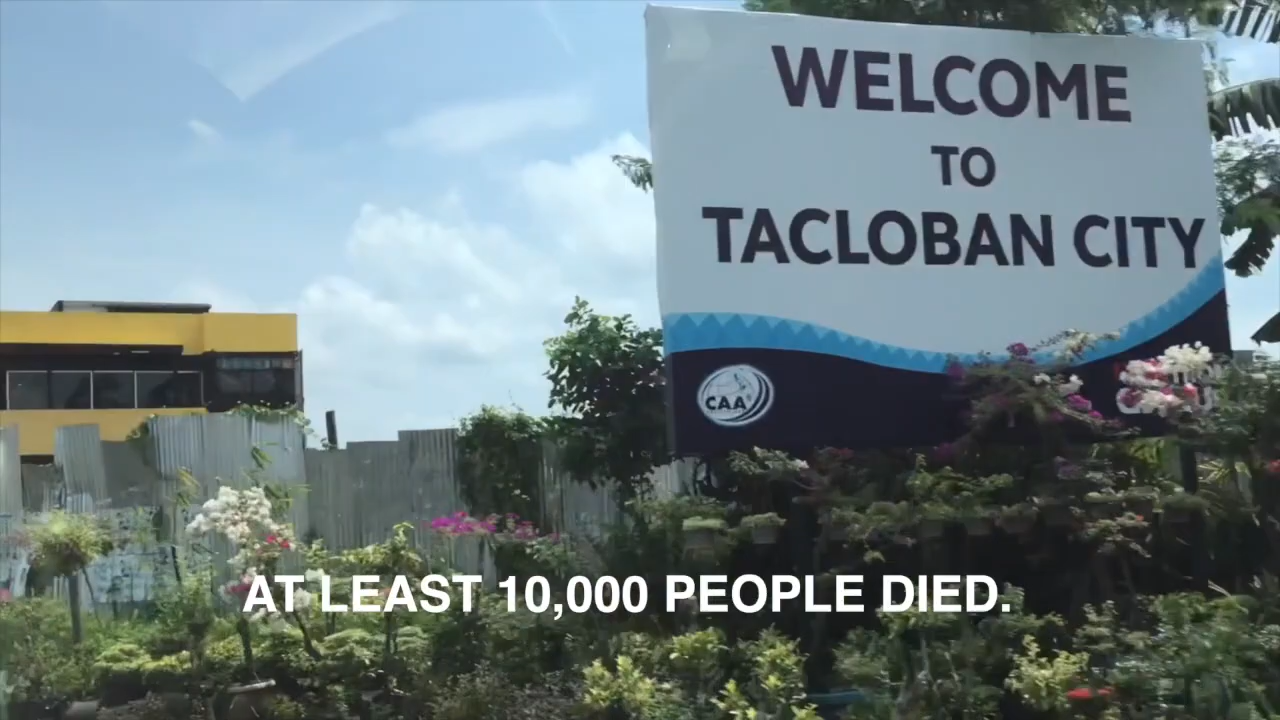 WELCOME
TO
TACLOBAN CITY
CAA
AT LEAST 10,000 PEOPLE DIED.